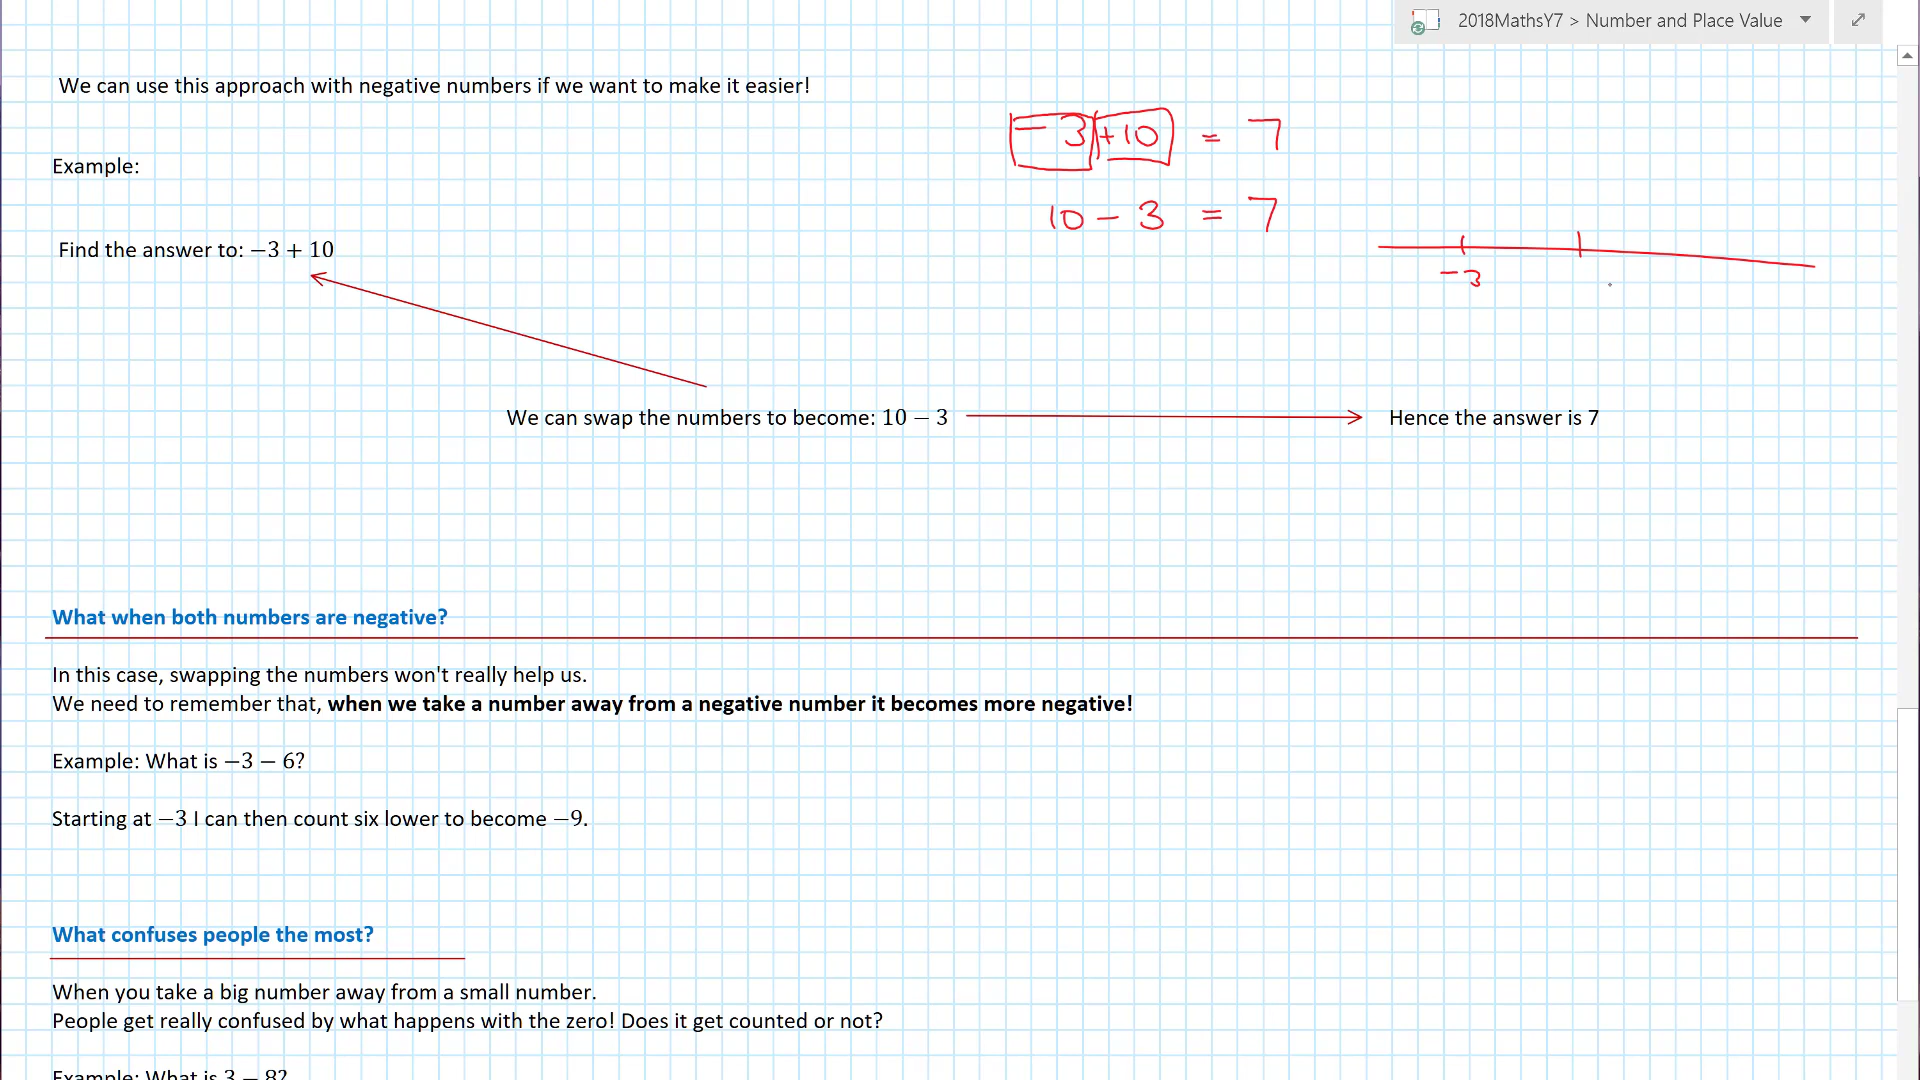 2018MathsY7 > Number and Place Value
We can use this approach with negative numbers if we want to make it easier!
-3+10 = 7
Example:
10-3 = 7
Find the answer to: −3 + 10
-3
We can swap the numbers to become: 10 − 3
Hence the answer is 7
What when both numbers are negative?
In this case, swapping the numbers won't really help us.
We need to remember that, when we take a number away from a negative number it becomes more negative!
Example: What is −3 − 6?
Starting at −3 I can then count six lower to become −9.
What confuses people the most?
When you take a big number away from a small number.
People get really confused by what happens with the zero! Does it get counted or not?
Example: What is 3 − 8?